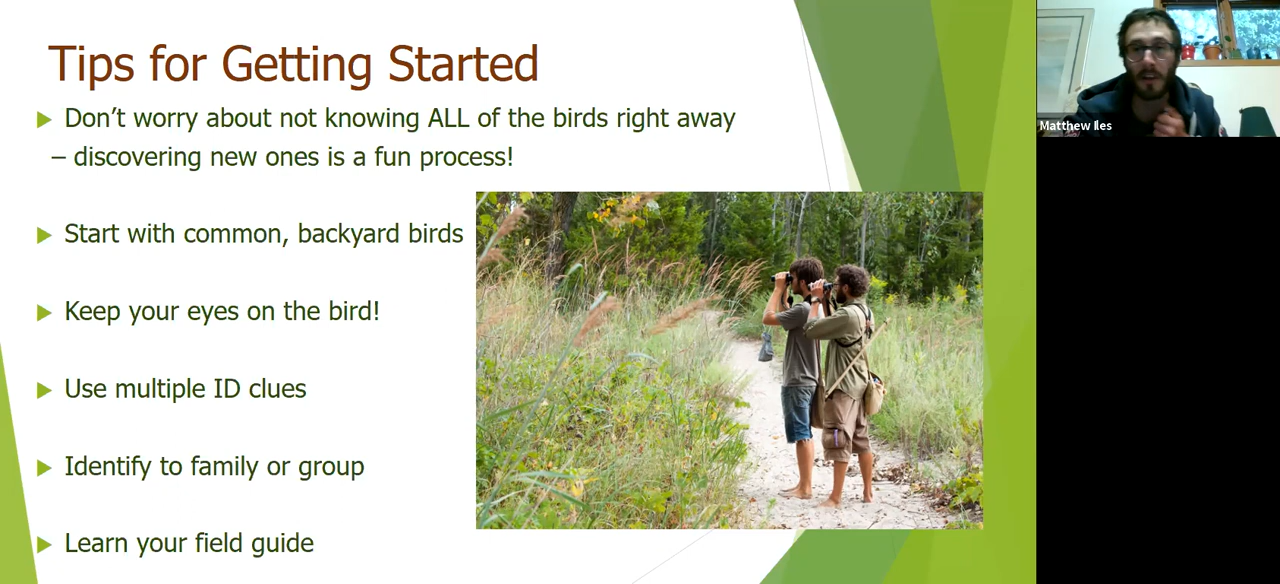 Tips for Getting Started
Don't worry about not knowing ALL of the birds right away
– discovering new ones is a fun process!
Start with common, backyard birds
Keep your eyes on the bird!
Use multiple ID clues
Identify to family or group
Learn your field guide
Matthew Iles